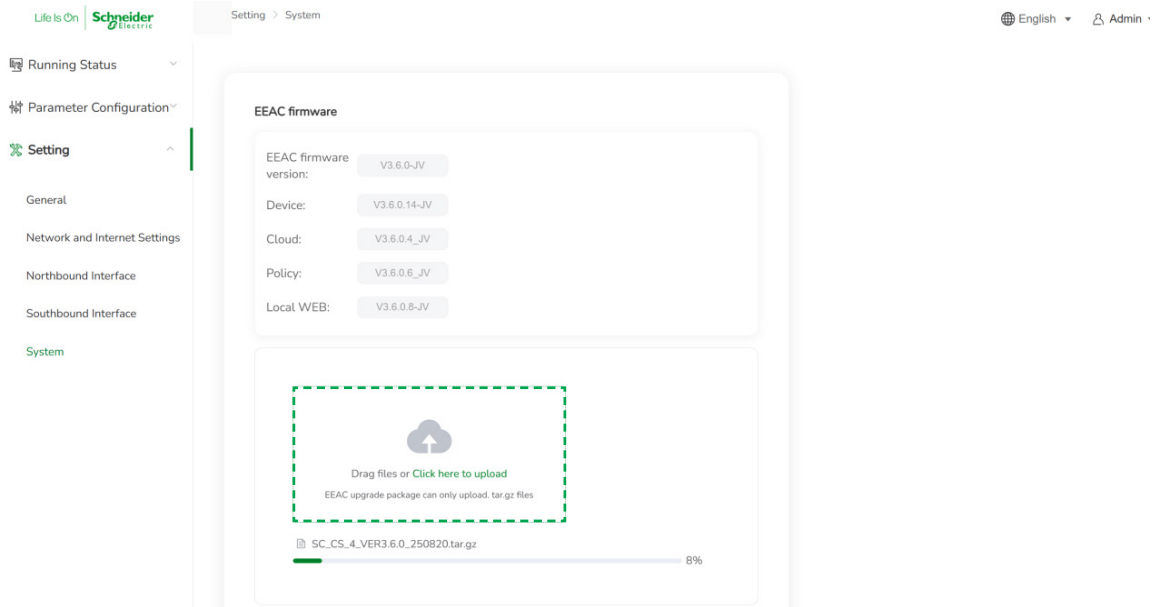 Life Is On Schneider Electric
Setting > System
English
Admin
Running Status
Parameter Configuration
Setting
General
Network and Internet Settings
Northbound Interface
Southbound Interface
System
EEAC firmware
EEAC firmware
version:
V3.6.0-JV
Device:
V3.6.0.14-JV
Cloud:
V3.6.0.4_JV
Policy:
V3.6.0.6_JV
Local WEB:
V3.6.0.8-JV
Drag files or Click here to upload
EEAC upgrade package can only upload. tar.gz files
SC_CS_4_VER3.6.0_250820.tar.gz
8%